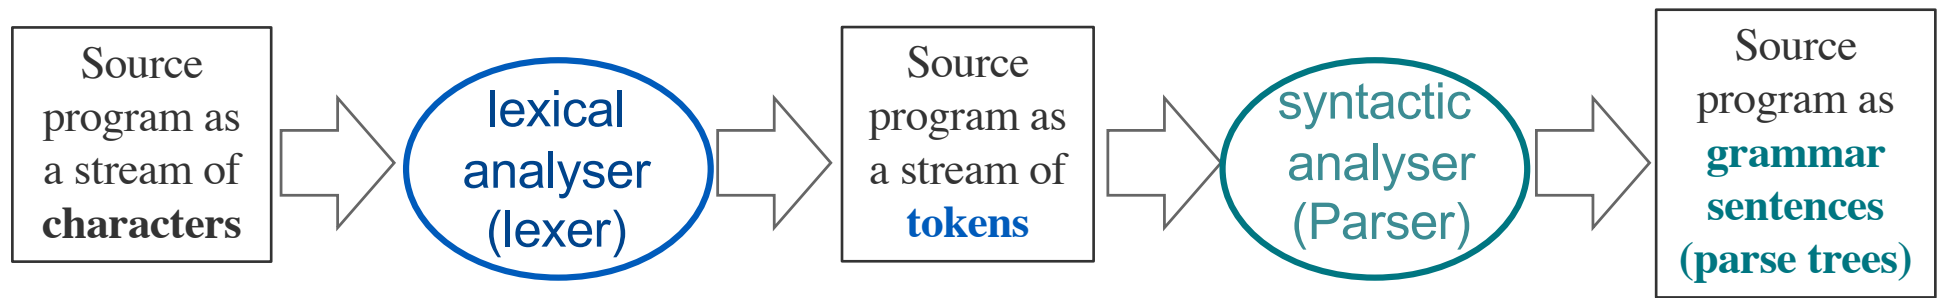 Source
program as
a stream of
characters
lexical
analyser
(lexer)
Source
program as
a stream of
tokens
syntactic
analyser
(Parser)
Source
program as
grammar
sentences
(parse trees)